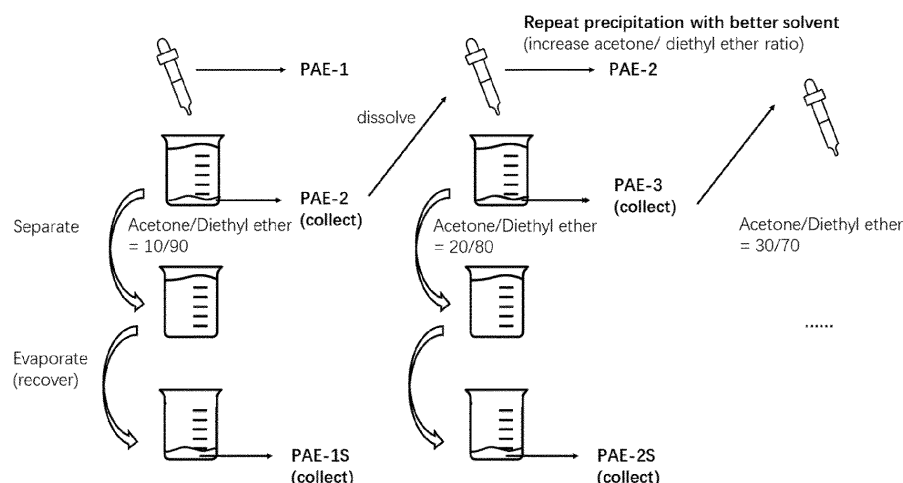 Repeat precipitation with better solvent
(increase acetone/ diethyl ether ratio)
PAE-1
PAE-2
dissolve
PAE-2
(collect)
PAE-3
(collect)
Separate
Acetone/Diethyl ether
= 10/90
Acetone/Diethyl ether
= 20/80
Acetone/Diethyl ether
= 30/70
......
Evaporate
(recover)
PAE-1S
(collect)
PAE-2S
(collect)